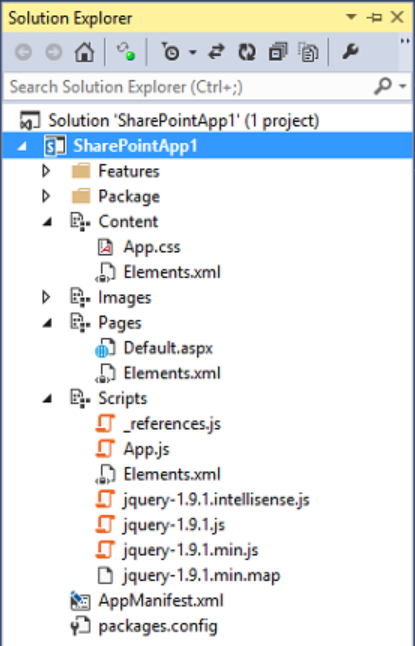 Solution Explorer
Search Solution Explorer (Ctrl+;)
Solution 'SharePointApp1' (1 project)
SharePointApp1
Features
Package
Content
App.css
Elements.xml
Images
Pages
Default.aspx
Elements.xml
Scripts
_references.js
App.js
Elements.xml
jquery-1.9.1.intellisense.js
jquery-1.9.1.js
jquery-1.9.1.min.js
jquery-1.9.1.min.map
AppManifest.xml
packages.config